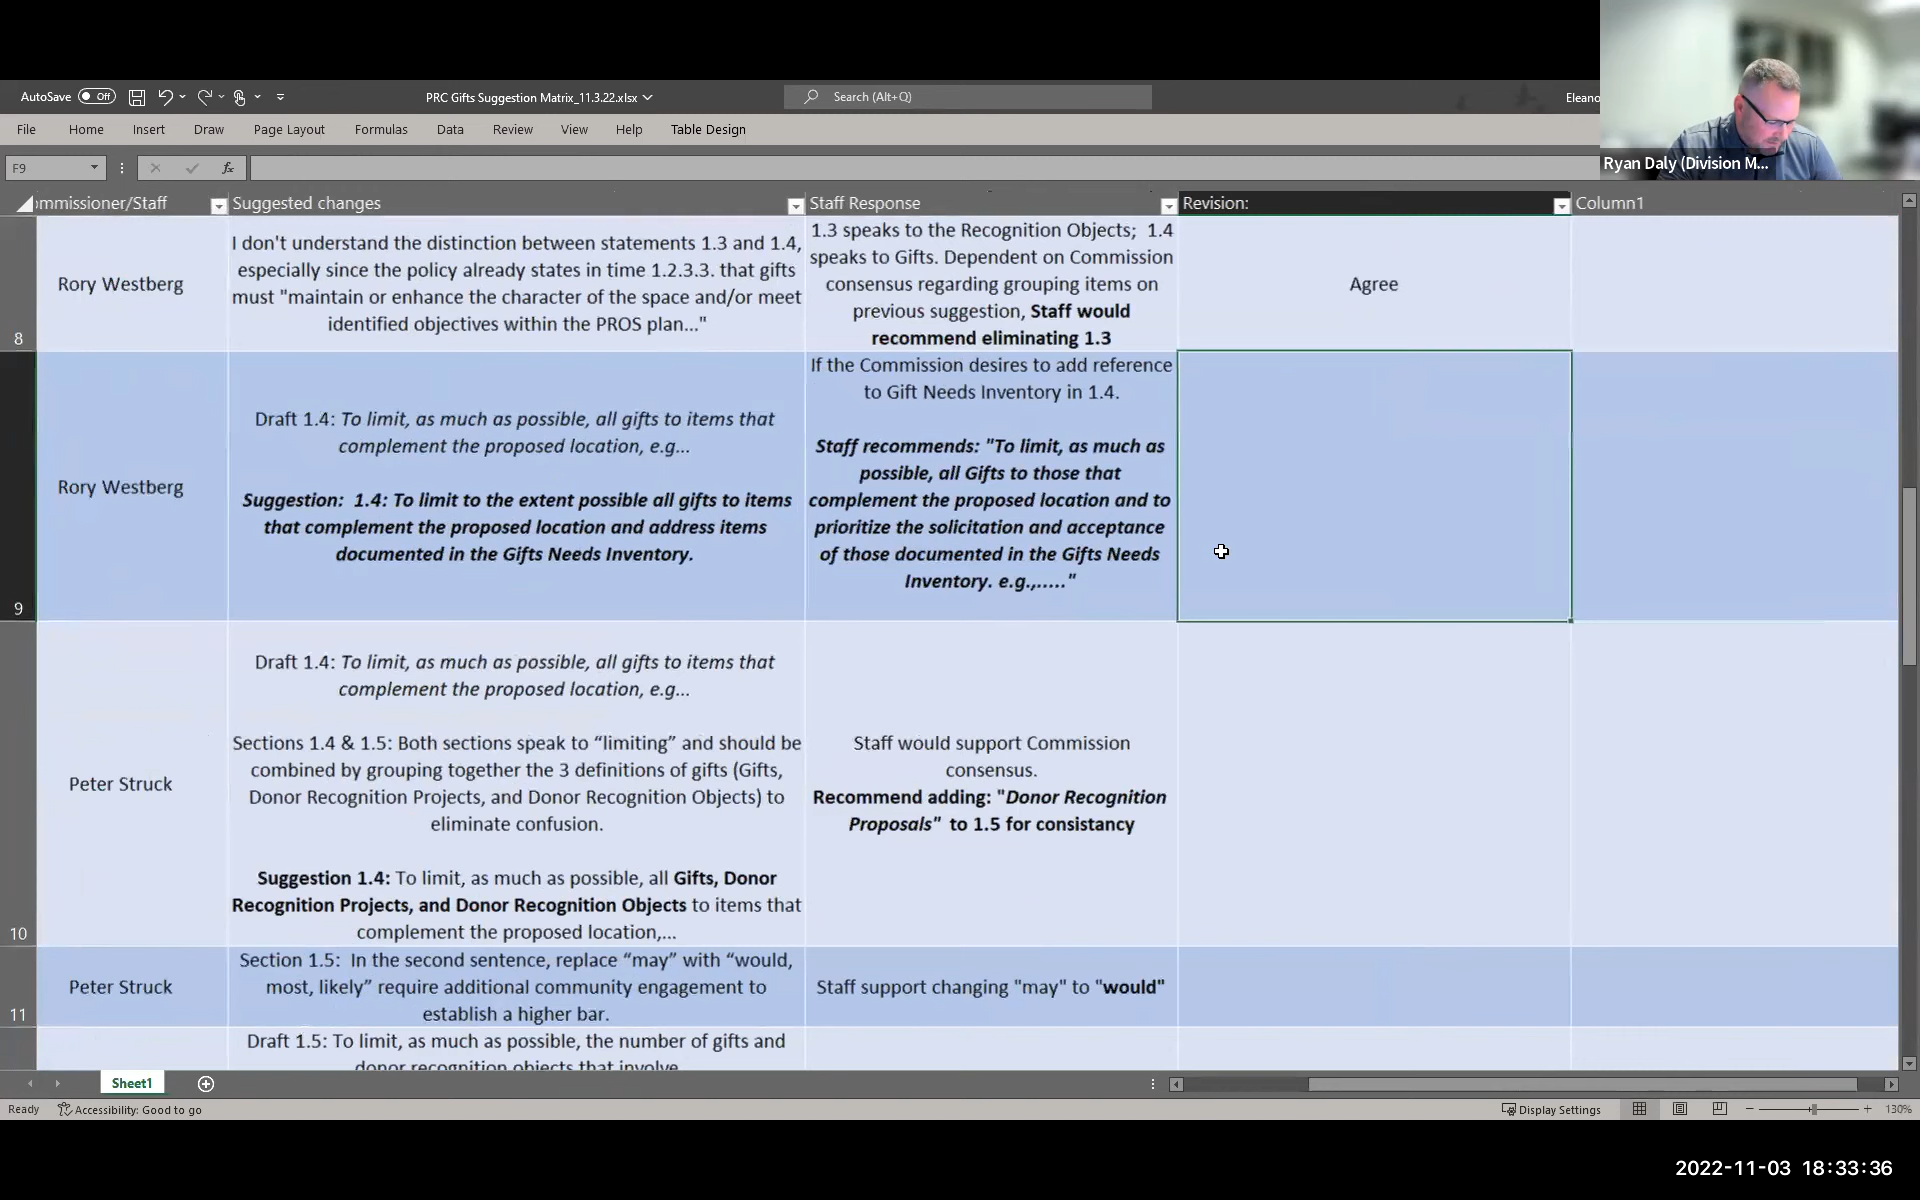 AutoSave Off
PRC Gifts Suggestion Matrix_11.3.22.xlsx
Search (Alt+Q)
Eleano
File Home Insert Draw Page Layout Formulas Data Review View Help Table Design
F9
fx
Ryan Daly (Division M...
ommissioner/Staff
Suggested changes
Staff Response
Revision:
Column1
8
Rory Westberg
I don't understand the distinction between statements 1.3 and 1.4,
especially since the policy already states in time 1.2.3.3. that gifts
must "maintain or enhance the character of the space and/or meet
identified objectives within the PROS plan..."
1.3 speaks to the Recognition Objects; 1.4
speaks to Gifts. Dependent on Commission
consensus regarding grouping items on
previous suggestion, Staff would
recommend eliminating 1.3
Agree
9
Rory Westberg
Draft 1.4: To limit, as much as possible, all gifts to items that
complement the proposed location, e.g...
Suggestion: 1.4: To limit to the extent possible all gifts to items
that complement the proposed location and address items
documented in the Gifts Needs Inventory.
If the Commission desires to add reference
to Gift Needs Inventory in 1.4.
Staff recommends: "To limit, as much as
possible, all Gifts to those that
complement the proposed location and to
prioritize the solicitation and acceptance
of those documented in the Gifts Needs
Inventory. e.g.,....."
10
Peter Struck
Draft 1.4: To limit, as much as possible, all gifts to items that
complement the proposed location, e.g...
Sections 1.4 & 1.5: Both sections speak to “limiting” and should be
combined by grouping together the 3 definitions of gifts (Gifts,
Donor Recognition Projects, and Donor Recognition Objects) to
eliminate confusion.
Suggestion 1.4: To limit, as much as possible, all Gifts, Donor
Recognition Projects, and Donor Recognition Objects to items that
complement the proposed location,...
Staff would support Commission
consensus.
Recommend adding: "Donor Recognition
Proposals" to 1.5 for consistancy
11
Peter Struck
Section 1.5: In the second sentence, replace “may” with “would,
most, likely” require additional community engagement to
establish a higher bar.
Staff support changing "may" to "would"
Draft 1.5: To limit, as much as possible, the number of gifts and
donor recognition objects that involve
Sheet1
Ready
Accessibility: Good to go
Display Settings
130%
2022-11-03 18:33:36